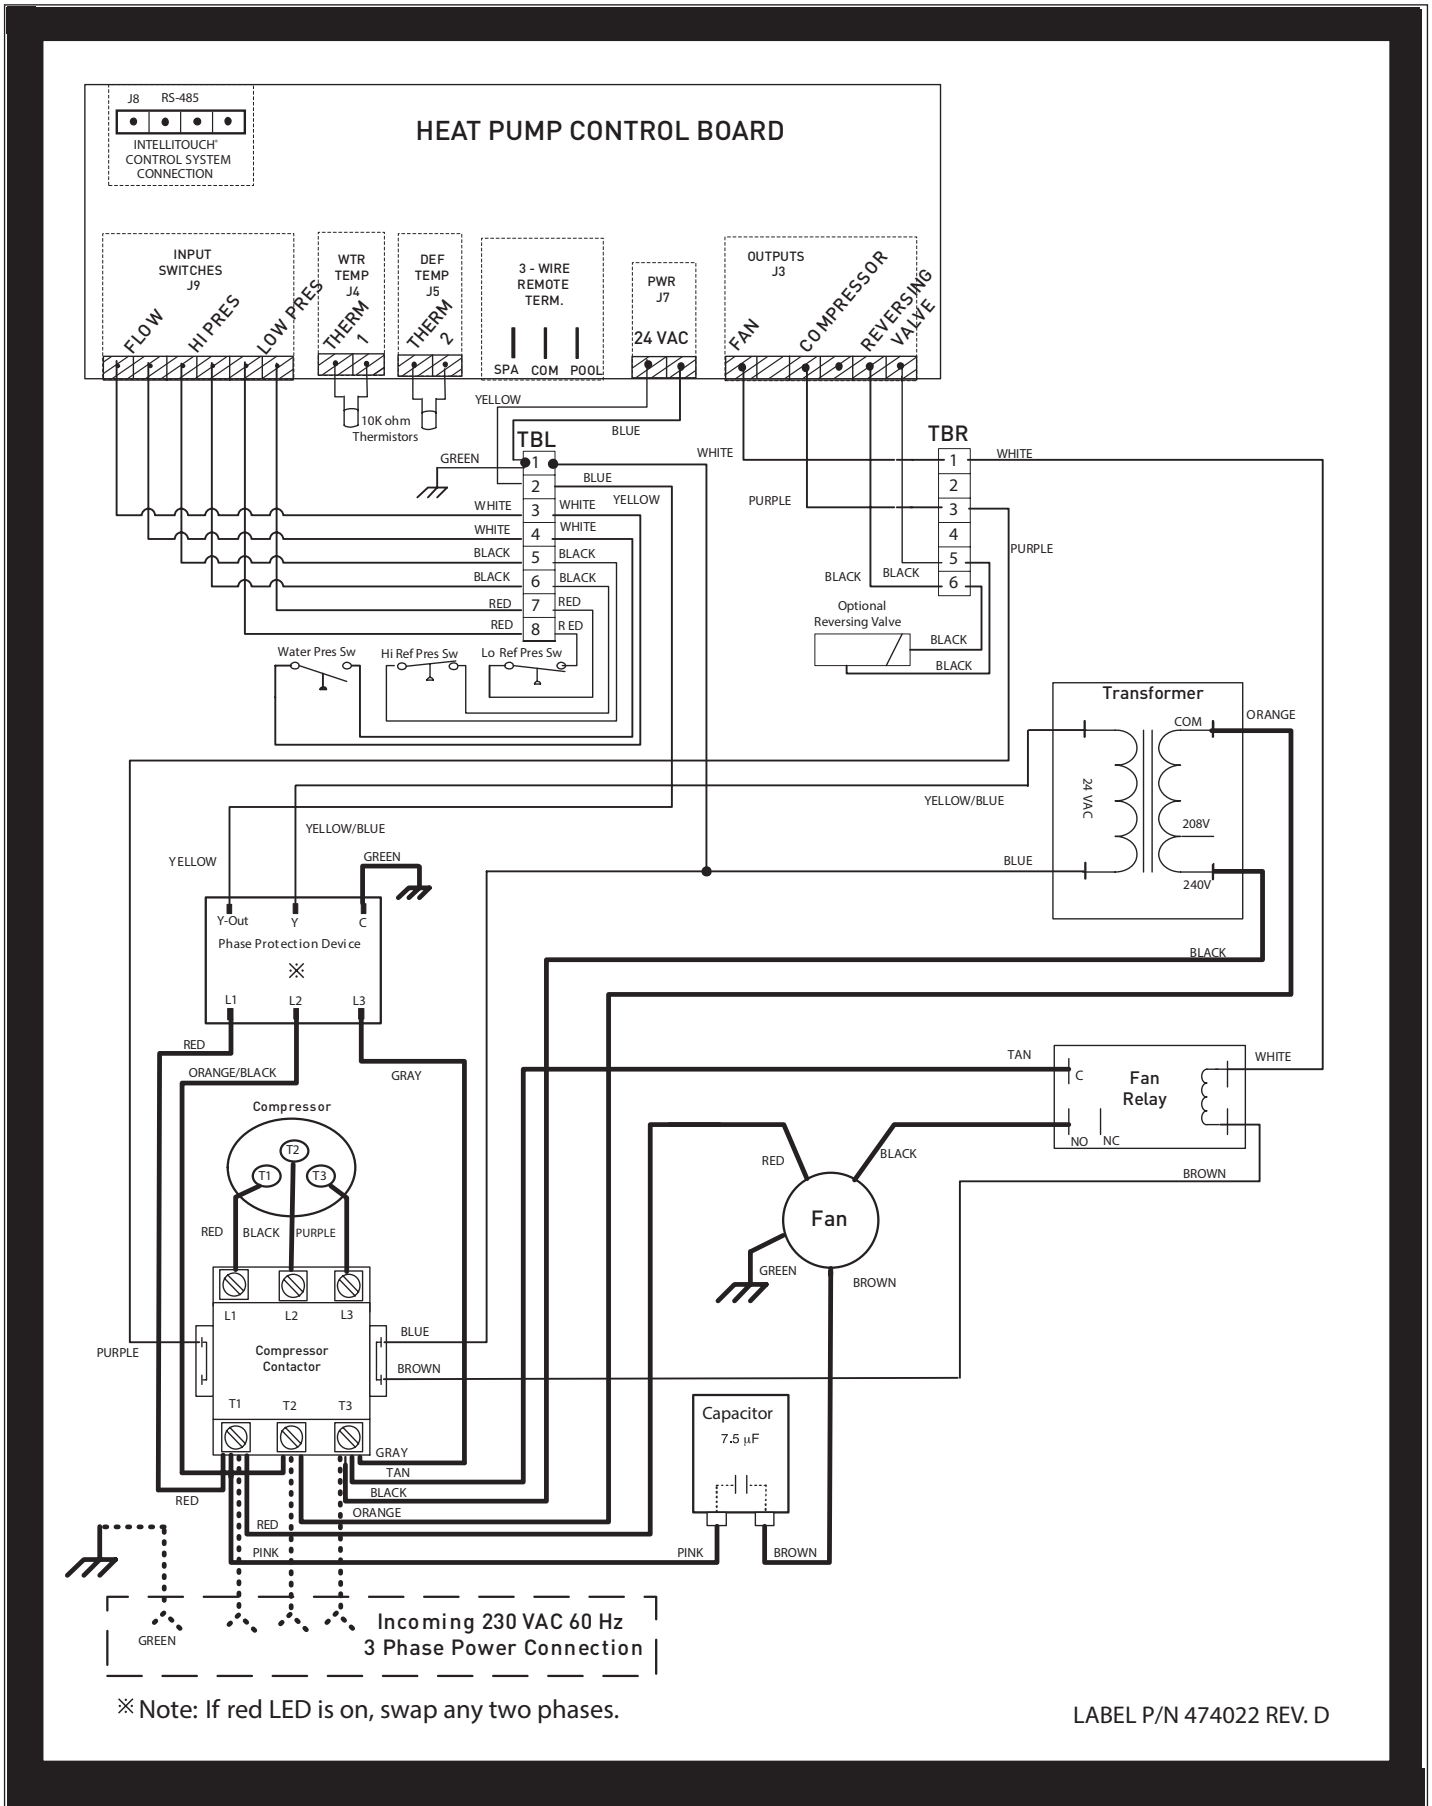 J8 RS-485
INTELLITOUCH®
CONTROL SYSTEM
CONNECTION
HEAT PUMP CONTROL BOARD
INPUT
SWITCHES
J9
FLOW
HI PRES
LOW PRES
WTR
TEMP
J4
THERM
1
DEF
TEMP
J5
THERM
2
3 - WIRE
REMOTE
TERM.
SPA COM POOL
PWR
J7
24 VAC
OUTPUTS
J3
FAN
COMPRESSOR
REVERSING
VALVE
10K ohm
Thermistors
YELLOW
BLUE
TBL
GREEN
1
2
3
4
5
6
7
8
BLUE
YELLOW
WHITE WHITE
WHITE WHITE
BLACK BLACK
BLACK BLACK
RED RED
RED RED
TBR
WHITE WHITE
PURPLE
1
2
3
4
5
6
PURPLE
BLACK BLACK
Optional
Reversing Valve
BLACK
BLACK
Water Pres Sw
Hi Ref Pres Sw
Lo Ref Pres Sw
Transformer
COM
ORANGE
24 VAC
208V
240V
YELLOW/BLUE
YELLOW/BLUE
YELLOW
GREEN
BLUE
BLACK
Y-Out Y C
Phase Protection Device
※
L1 L2 L3
RED
ORANGE/BLACK
GRAY
TAN
C
Fan
Relay
NO NC
WHITE
BROWN
Compressor
T1
T2
T3
RED BLACK PURPLE
RED
BLACK
Fan
GREEN
BROWN
L1 L2 L3
Compressor
Contactor
T1 T2 T3
PURPLE
BLUE
BROWN
Capacitor
7.5 µF
GRAY
TAN
BLACK
ORANGE
RED
RED
PINK
PINK
BROWN
GREEN
Incoming 230 VAC 60 Hz
3 Phase Power Connection
※ Note: If red LED is on, swap any two phases.
LABEL P/N 474022 REV. D